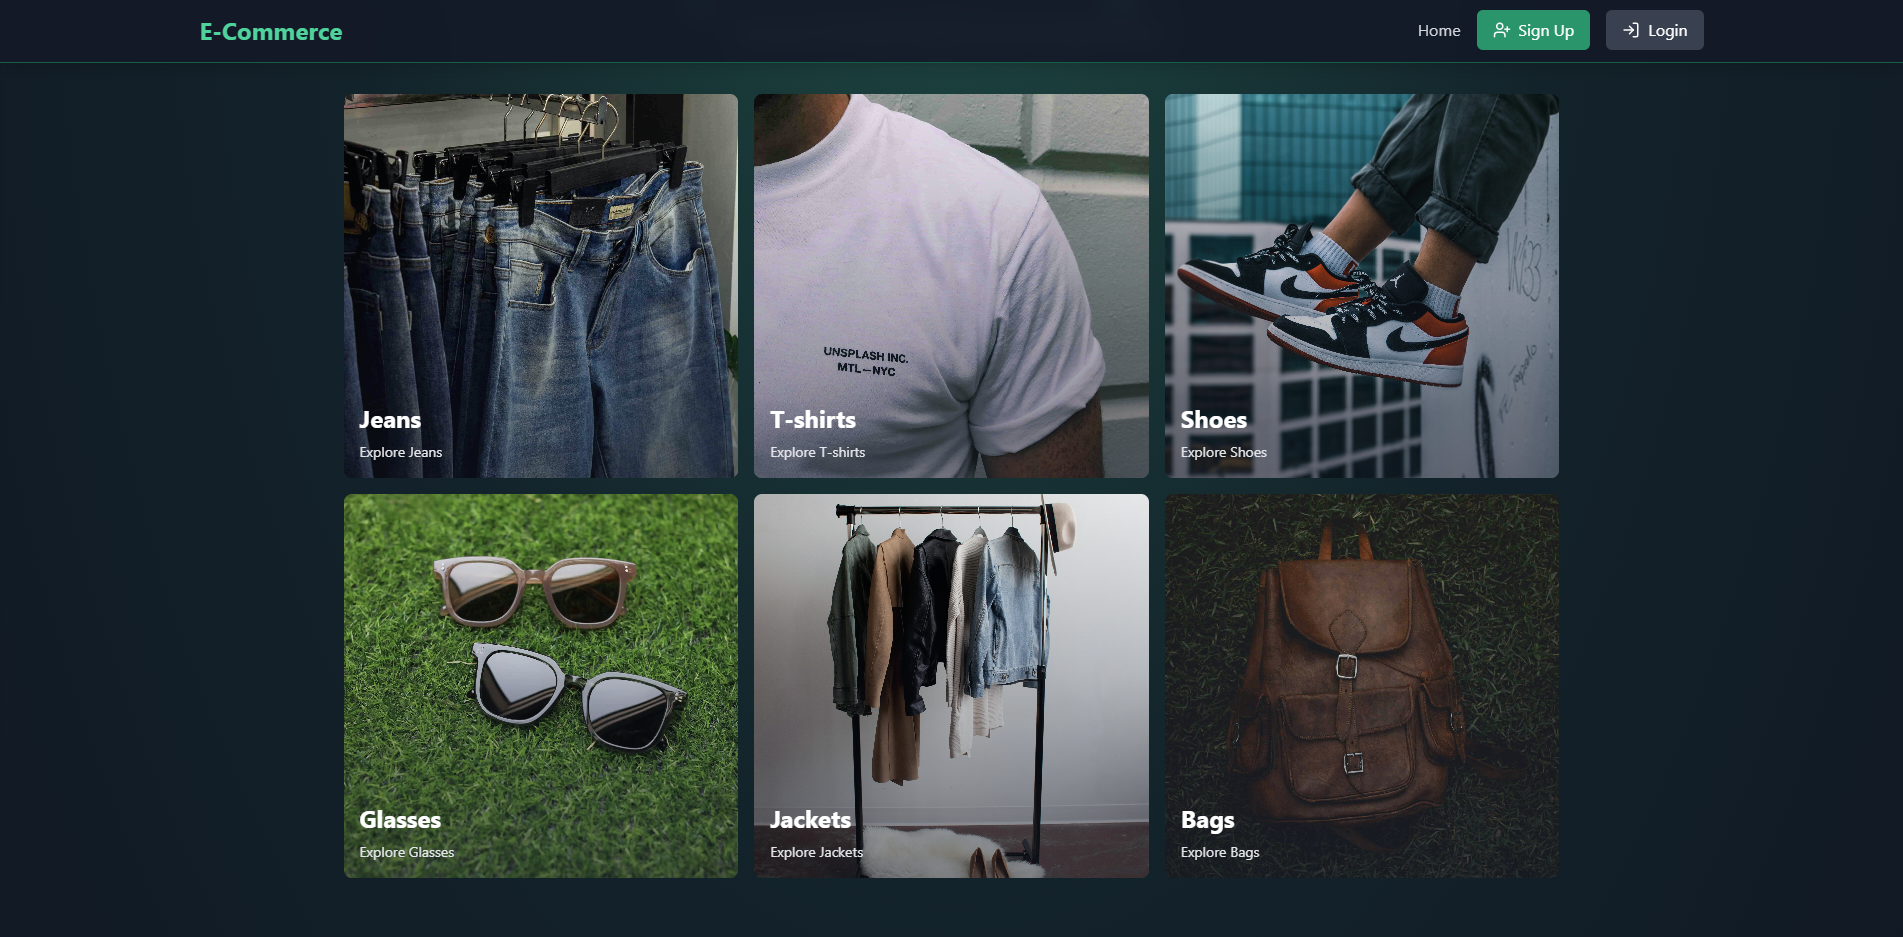 E-Commerce
Home
Sign Up
Login
UNSPLASH INC.
MTL—NYC
Jeans
Explore Jeans
T-shirts
Explore T-shirts
Shoes
Explore Shoes
Glasses
Explore Glasses
Jackets
Explore Jackets
Bags
Explore Bags